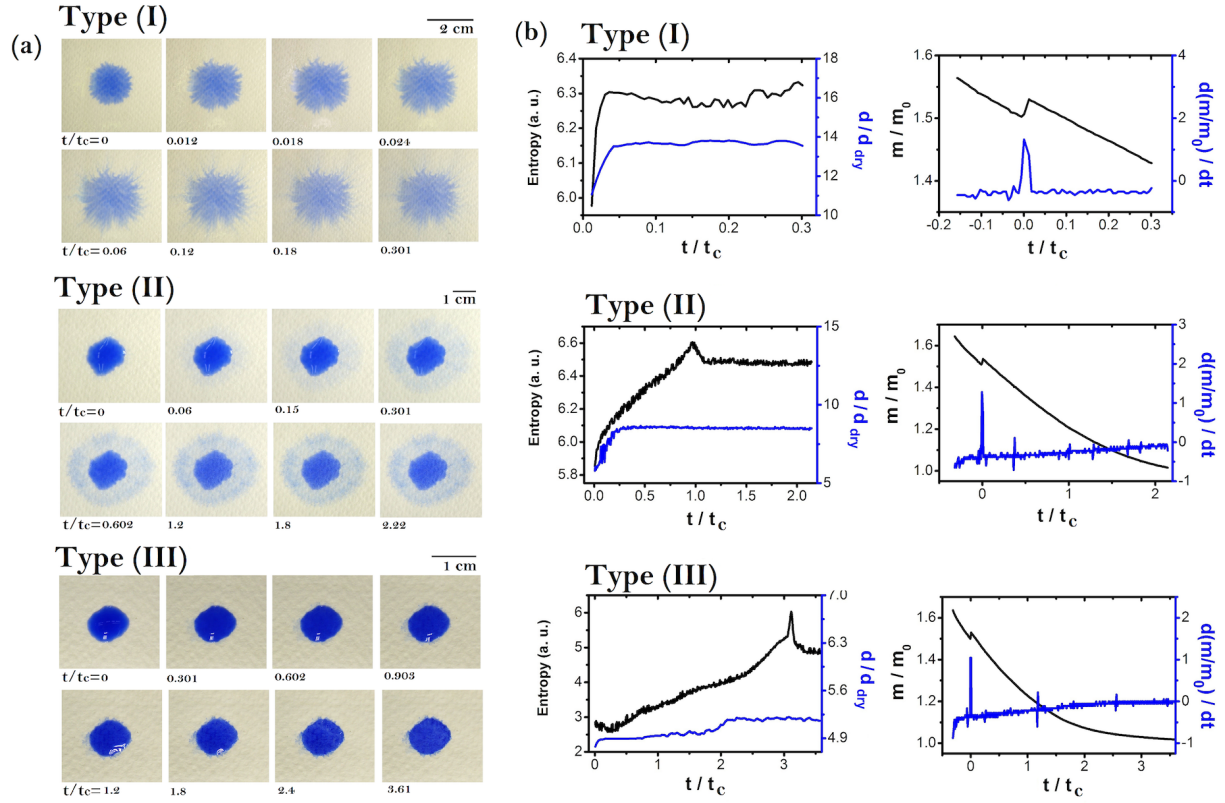 (a)
Type (I)
2 cm
t/tc=0
0.012
0.018
0.024
t/tc=0.06
0.12
0.18
0.301
Type (II)
1 cm
t/tc=0
0.06
0.15
0.301
t/tc=0.602
1.2
1.8
2.22
Type (III)
1 cm
t/tc=0
0.301
0.602
0.903
t/tc=1.2
1.8
2.4
3.61
(b)
Type (I)
Entropy (a. u.)
6.4
6.3
6.2
6.1
6.0
18
16
14
12
10
d / d dry
0.0 0.1 0.2 0.3
t / tc
m / m0
1.6
1.5
1.4
4
2
0
d(m/m0) / dt
-0.2 -0.1 0.0 0.1 0.2 0.3
t / tc
Type (II)
Entropy (a. u.)
6.6
6.4
6.2
6.0
5.8
15
10
5
d / d dry
0.0 0.5 1.0 1.5 2.0
t / tc
m / m0
1.6
1.4
1.2
1.0
3
2
1
0
-1
d(m/m0) / dt
0 1 2
t / tc
Type (III)
Entropy (a. u.)
6
5
4
3
2
7.0
6.3
5.6
4.9
d / d dry
0 1 2 3
t / tc
m / m0
1.6
1.4
1.2
1.0
2
1
0
-1
d(m/m0) / dt
0 1 2 3
t / tc